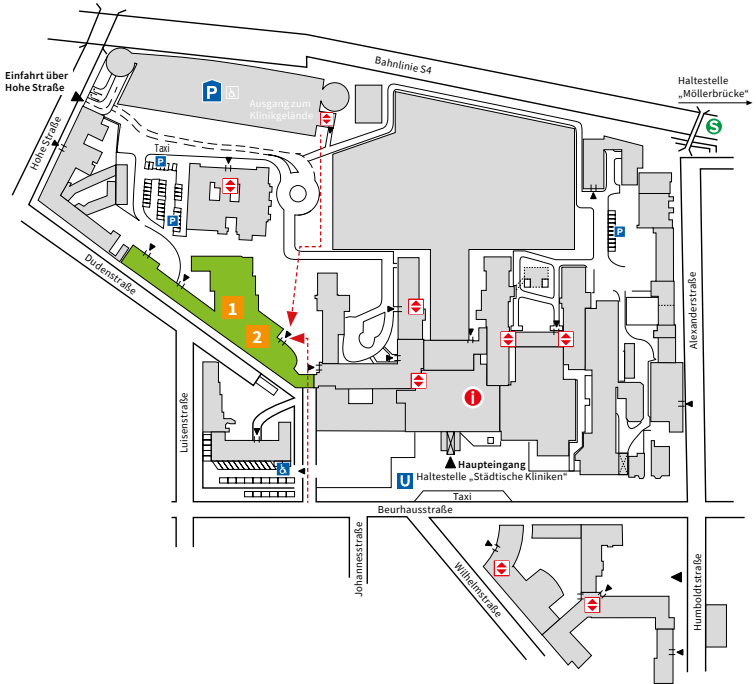 Bahnlinie S4
Einfahrt über
Hohe Straße
Haltestelle
„Möllerbrücke“
P
Ausgang zum
Klinikgelände
S
Hohe Straße
Taxi
P
P
P
Dudenstraße
Alexanderstraße
1
2
i
Luisenstraße
Haupteingang
U
Haltestelle „Städtische Kliniken“
Taxi
Beurhausstraße
Johannesstraße
Wilhelmstraße
Humboldtstraße